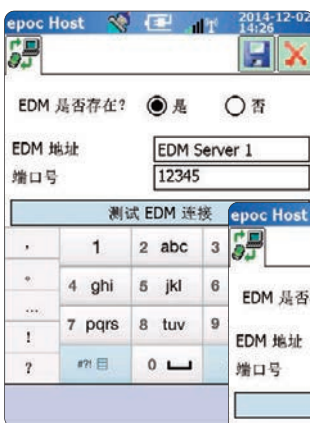 epoc Host 2014-12-02
14:26
EDM 是否存在? 是 否
EDM 地址 EDM Server 1
端口号 12345
测试 EDM 连接
, 1 2 abc 3
。 4 ghi 5 jkl 6
… 7 pqrs 8 tuv 9
!
? #?! 0
epoc Host
EDM 是否
EDM 地址
端口号